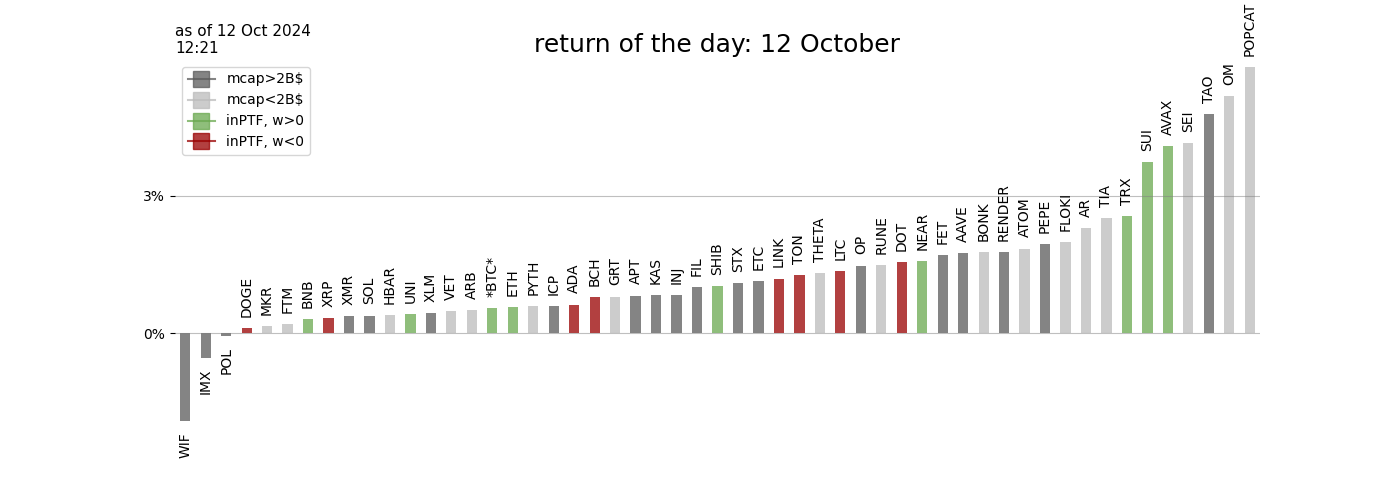 as of 12 Oct 2024
12:21
return of the day: 12 October
mcap>2B$
mcap<2B$
inPTF, w>0
inPTF, w<0
3%
0%
WIF
IMX
POL
DOGE
MKR
FTM
BNB
XRP
XMR
SOL
HBAR
UNI
XLM
VET
ARB
*BTC*
ETH
PYTH
ICP
ADA
BCH
GRT
APT
KAS
INJ
FIL
SHIB
STX
ETC
LINK
TON
THETA
LTC
OP
RUNE
DOT
NEAR
FET
AAVE
BONK
RENDER
ATOM
PEPE
FLOKI
AR
TIA
TRX
SUI
AVAX
SEI
TAO
OM
POPCAT